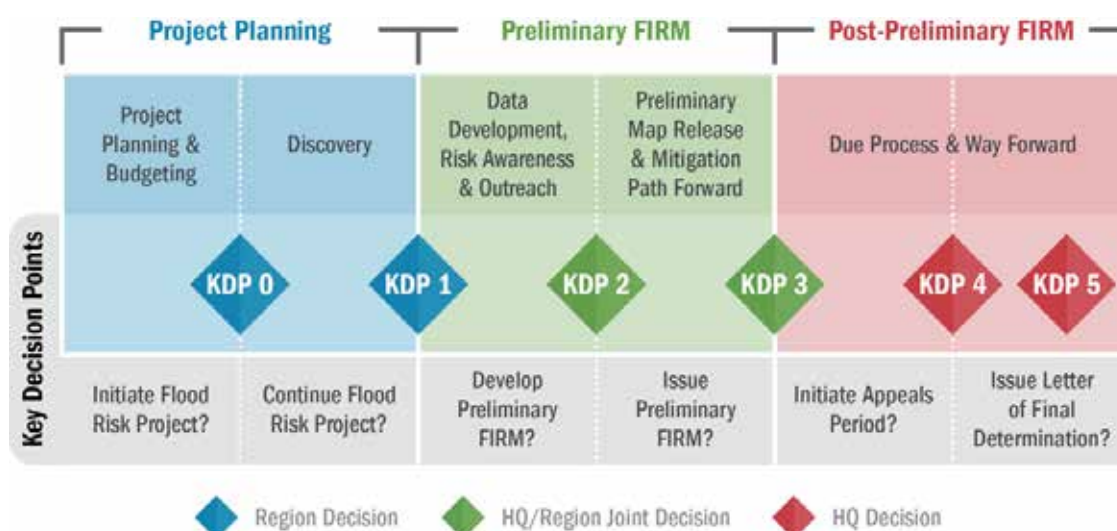 Project Planning
Preliminary FIRM
Post-Preliminary FIRM
Project
Planning &
Budgeting
Discovery
Data
Development,
Risk Awareness
& Outreach
Preliminary
Map Release
& Mitigation
Path Forward
Due Process & Way Forward
Key Decision Points
KDP 0
KDP 1
KDP 2
KDP 3
KDP 4
KDP 5
Initiate Flood
Risk Project?
Continue Flood
Risk Project?
Develop
Preliminary
FIRM?
Issue
Preliminary
FIRM?
Initiate Appeals
Period?
Issue Letter
of Final
Determination?
Region Decision
HQ/Region Joint Decision
HQ Decision